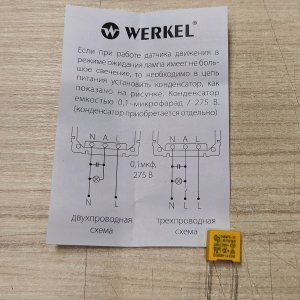 WERKEL®
Если при работе датчика движения в
режиме ожидания лампа имеет не боль-
шое свечение, то необходимо в цепь
питания установить конденсатор, как
показано на рисунке. Конденсатор
емкостью 0,1-микрофарад / 275 В.
(конденсатор приобретается отдельно)
N A L N A L
0,1мкф,
275 В
N L N L L
двухпроводная трехпроводная
схема схема